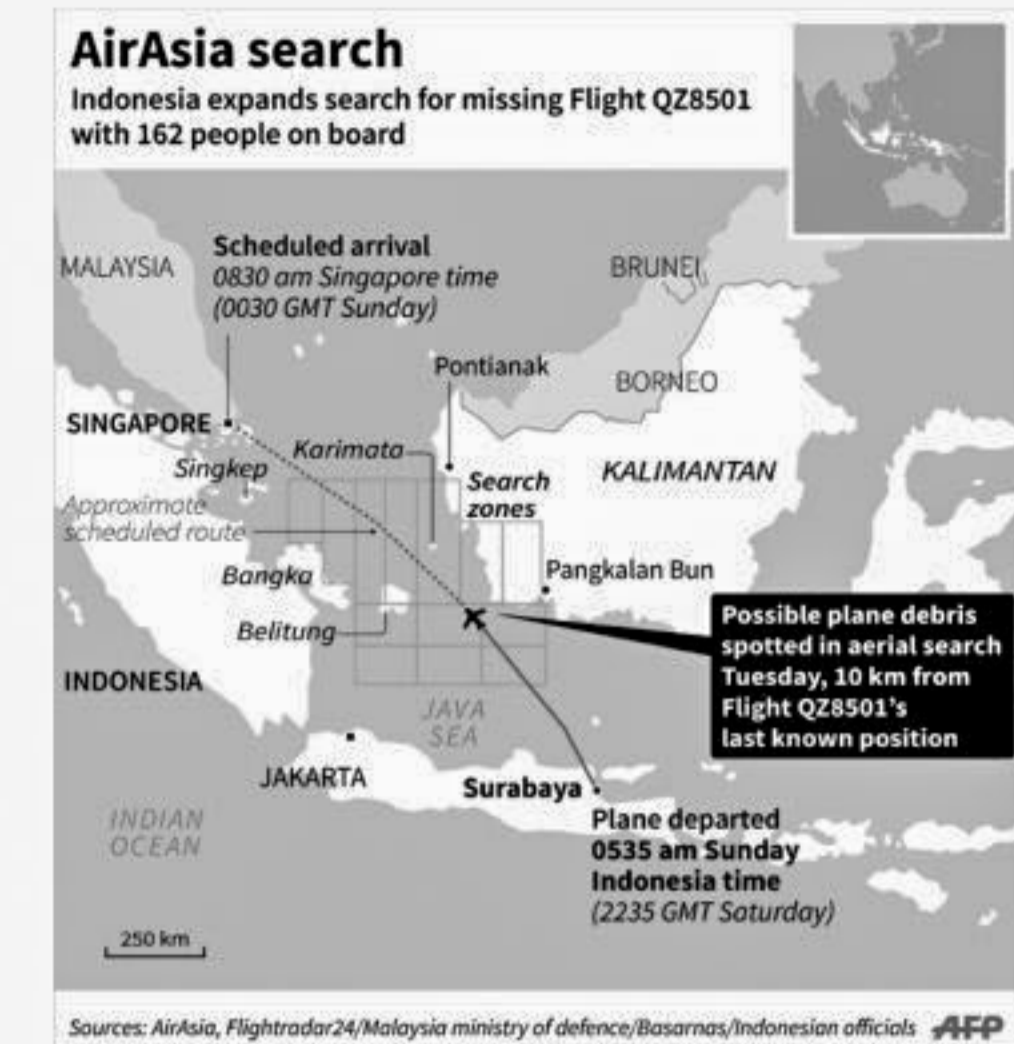 AirAsia search
Indonesia expands search for missing Flight QZ8501
with 162 people on board
MALAYSIA
Scheduled arrival
0830 am Singapore time
(0030 GMT Sunday)
BRUNEI
Pontianak
BORNEO
SINGAPORE
Karimata
Singkep
Search
zones
KALIMANTAN
Approximate
scheduled route
Bangka
Pangkalan Bun
Belitung
Possible plane debris
spotted in aerial search
Tuesday, 10 km from
Flight QZ8501's
last known position
INDONESIA
JAVA
SEA
JAKARTA
Surabaya
Plane departed
0535 am Sunday
Indonesia time
(2235 GMT Saturday)
INDIAN
OCEAN
250 km
Sources: AirAsia, Flightradar24/Malaysia ministry of defence/Basarnas/Indonesian officials AFP